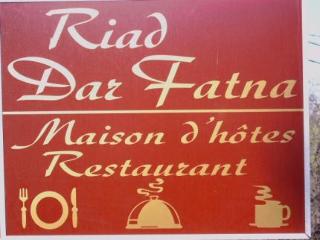 Riad
Dar Fatna
Maison d'hôtes
Restaurant